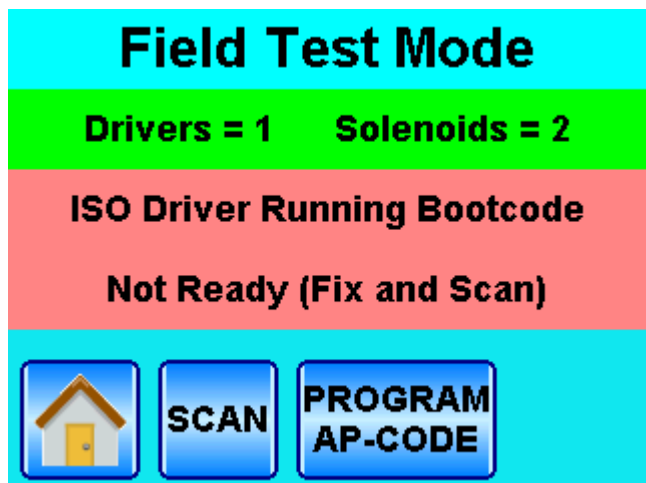 Field Test Mode
Drivers = 1 Solenoids = 2
ISO Driver Running Bootcode
Not Ready (Fix and Scan)
SCAN
PROGRAM
AP-CODE